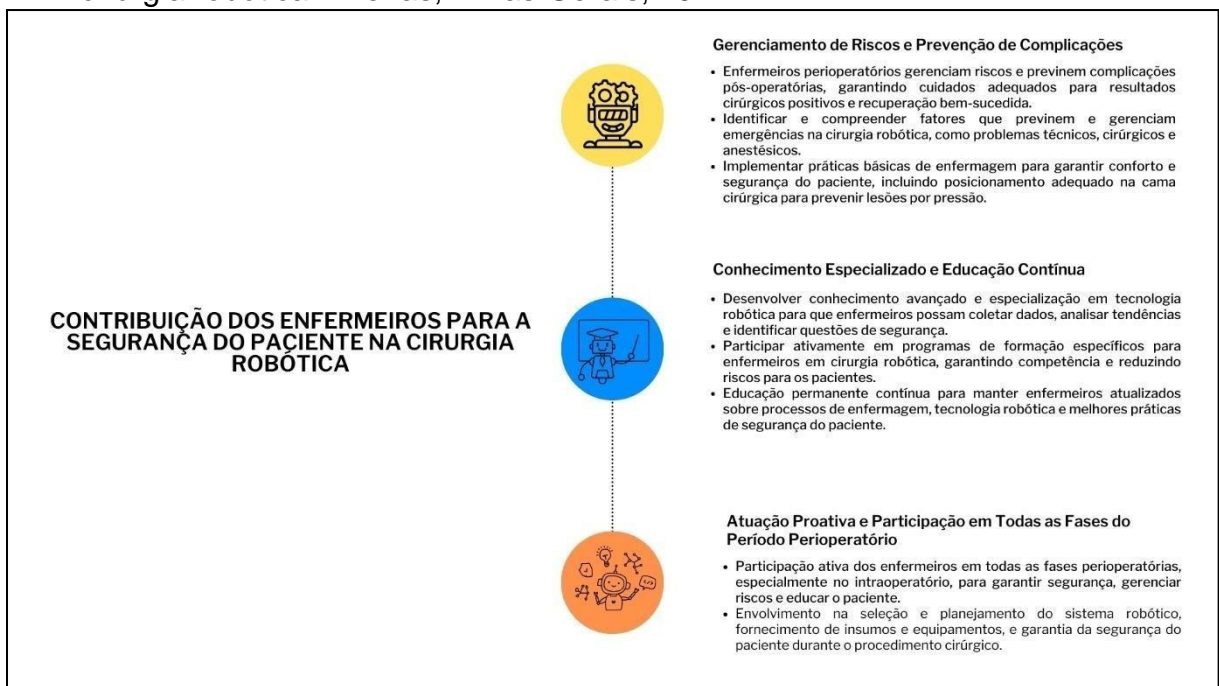 Gerenciamento de Riscos e Prevenção de Complicações
• Enfermeiros perioperatórios gerenciam riscos e previnem complicações
pós-operatórias, garantindo cuidados adequados para resultados
cirúrgicos positivos e recuperação bem-sucedida.
• Identificar e compreender fatores que previnem e gerenciam
emergências na cirurgia robótica, como problemas técnicos, cirúrgicos e
anestésicos.
• Implementar práticas básicas de enfermagem para garantir conforto e
segurança do paciente, incluindo posicionamento adequado na cama
cirúrgica para prevenir lesões por pressão.
CONTRIBUIÇÃO DOS ENFERMEIROS PARA A
SEGURANÇA DO PACIENTE NA CIRURGIA
ROBÓTICA
Conhecimento Especializado e Educação Contínua
• Desenvolver conhecimento avançado e especialização em tecnologia
robótica para que enfermeiros possam coletar dados, analisar tendências
e identificar questões de segurança.
• Participar ativamente em programas de formação específicos para
enfermeiros em cirurgia robótica, garantindo competência e reduzindo
riscos para os pacientes.
• Educação permanente contínua para manter enfermeiros atualizados
sobre processos de enfermagem, tecnologia robótica e melhores práticas
de segurança do paciente.
Atuação Proativa e Participação em Todas as Fases do
Período Perioperatório
• Participação ativa dos enfermeiros em todas as fases perioperatórias,
especialmente no intraoperatório, para garantir segurança, gerenciar
riscos e educar o paciente.
• Envolvimento na seleção e planejamento do sistema robótico,
fornecimento de insumos e equipamentos, e garantia da segurança do
paciente durante o procedimento cirúrgico.